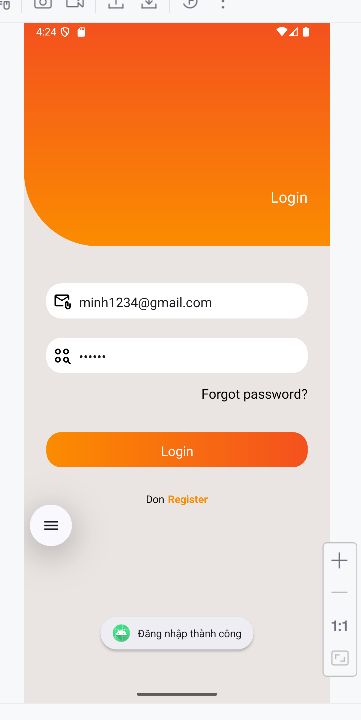 4:24
Login
minh1234@gmail.com
••••••
Forgot password?
Login
Don Register
Đăng nhập thành công
1:1